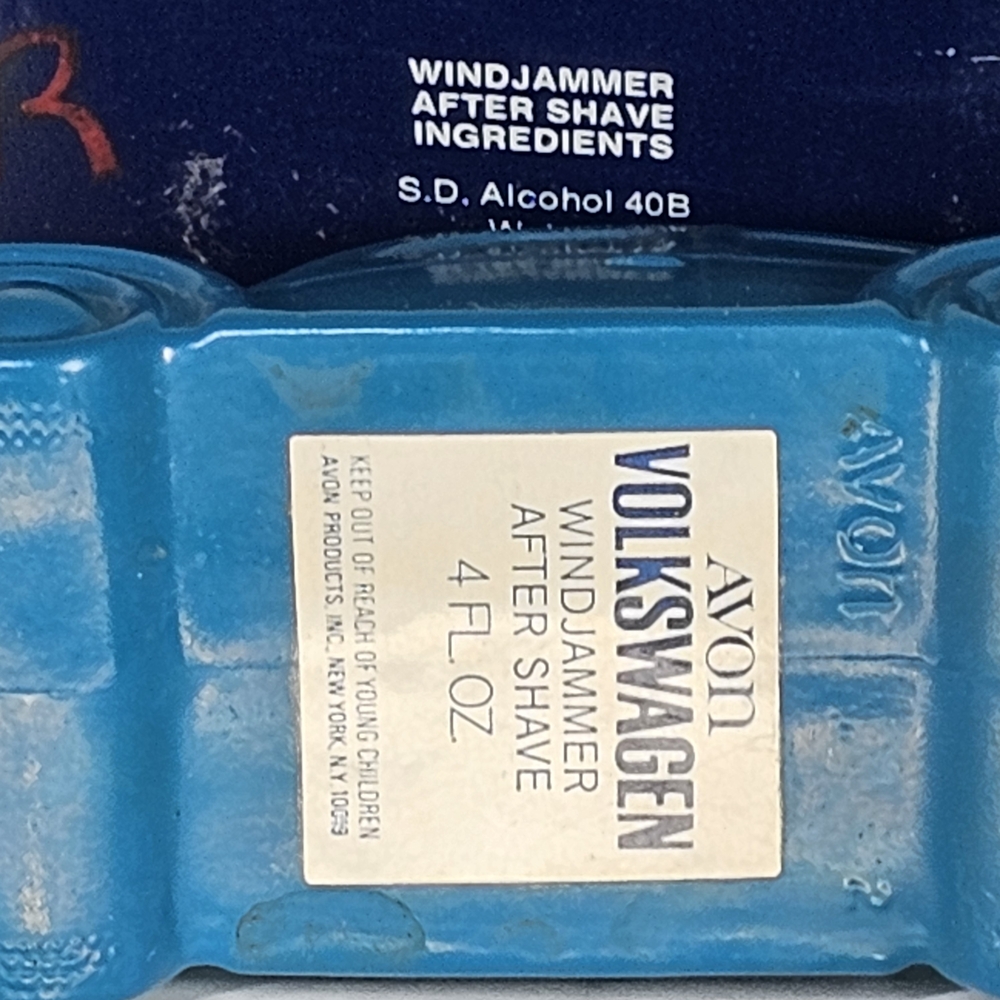 R
WINDJAMMER
AFTER SHAVE
INGREDIENTS
S.D. Alcohol 40B
AVON
VOLKSWAGEN
WINDJAMMER
AFTER SHAVE
4 FL. OZ.
KEEP OUT OF REACH OF YOUNG CHILDREN
AVON PRODUCTS, INC., NEW YORK, N.Y.
AVON